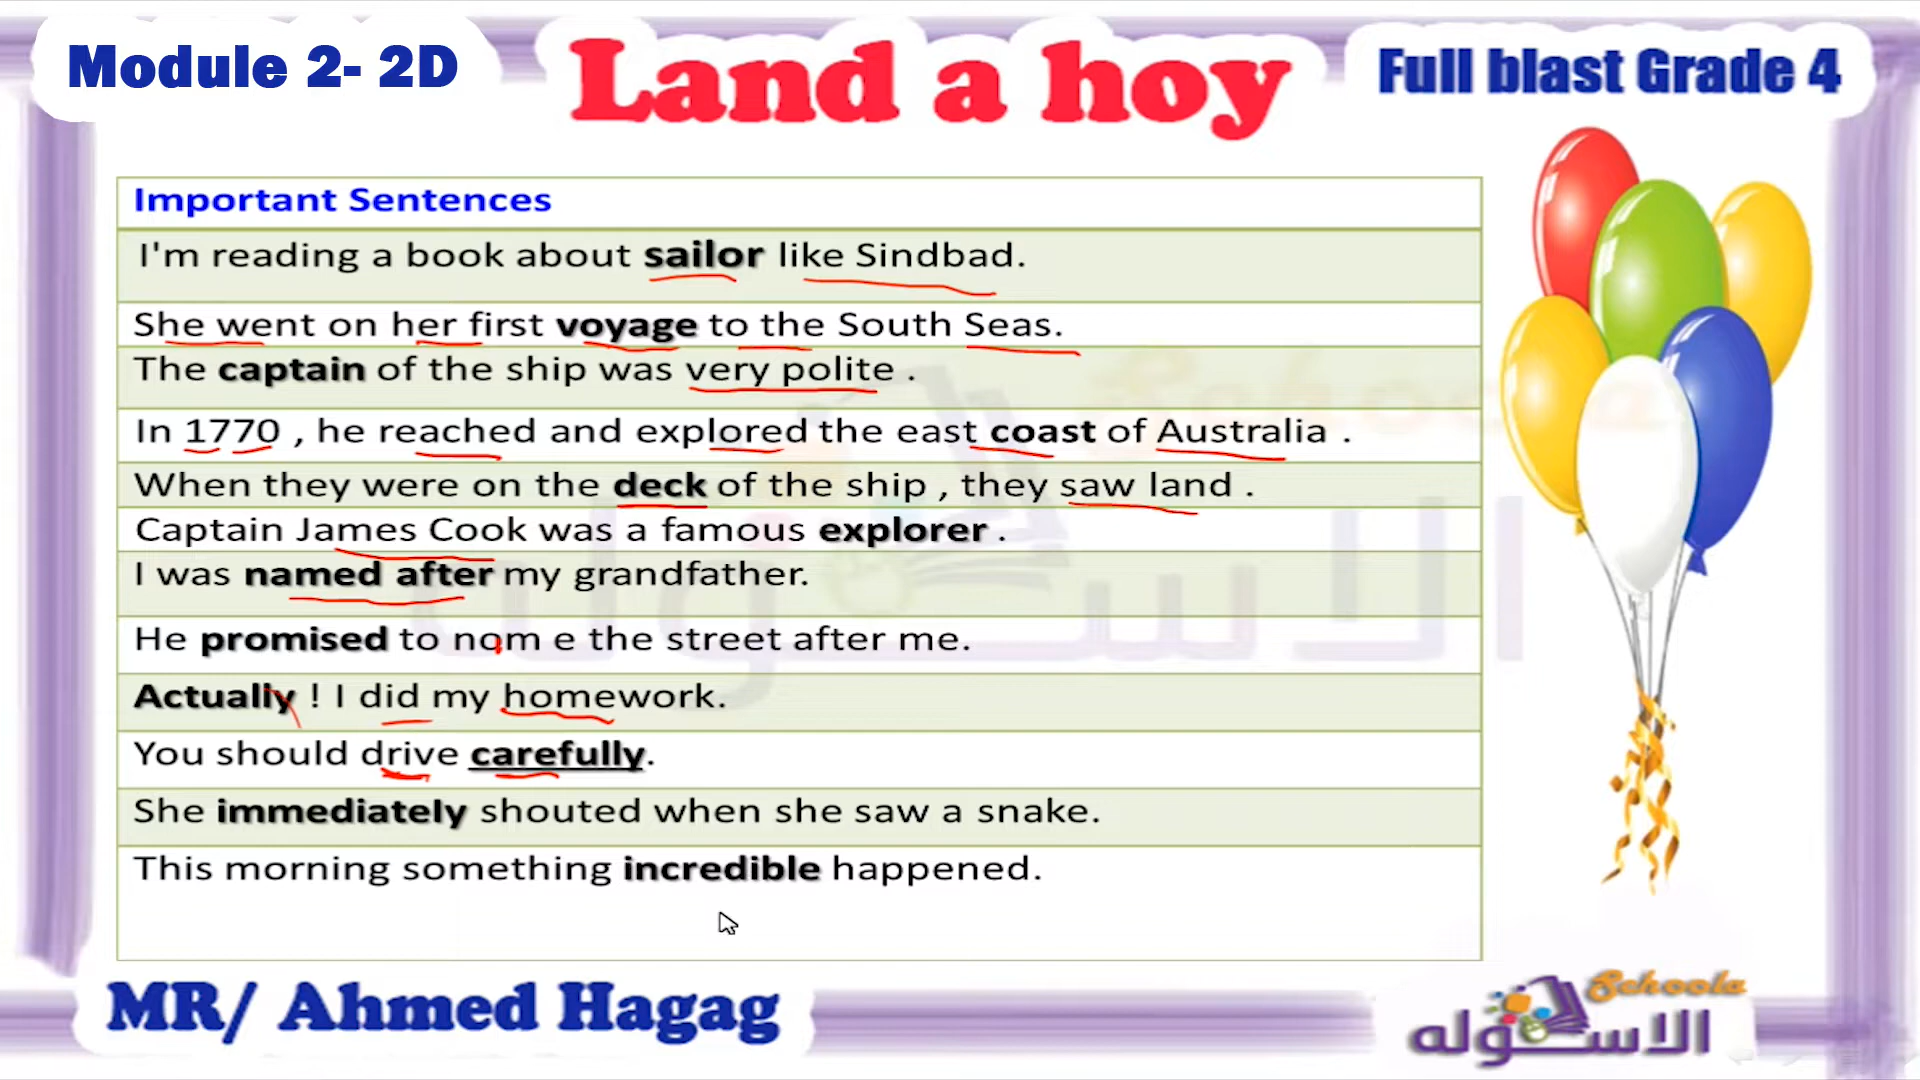 Module 2- 2D
Land a hoy
Full blast Grade 4
Important Sentences
I'm reading a book about sailor like Sindbad.
She went on her first voyage to the South Seas.
The captain of the ship was very polite .
In 1770 , he reached and explored the east coast of Australia .
When they were on the deck of the ship , they saw land .
Captain James Cook was a famous explorer .
I was named after my grandfather.
He promised to nom e the street after me.
Actually ! I did my homework.
You should drive carefully.
She immediately shouted when she saw a snake.
This morning something incredible happened.
MR/ Ahmed Hagag
Schoola
الاسكوله